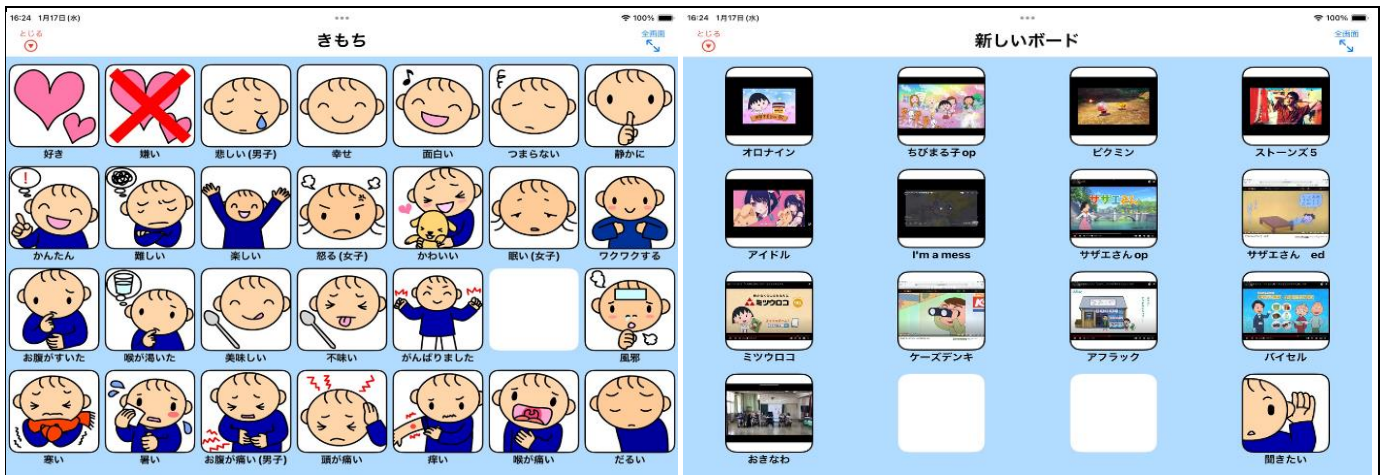 16:24 1月17日(水)
100%
とじる
きもち
全画面
好き
嫌い
悲しい(男子)
幸せ
面白い
つまらない
静かに
かんたん
難しい
楽しい
怒る(女子)
かわいい
眠い(女子)
ワクワクする
お腹がすいた
喉が渇いた
美味しい
不味い
がんばりました
風邪
寒い
暑い
お腹が痛い(男子)
頭が痛い
痒い
喉が痛い
だるい
16:24 1月17日(水)
100%
とじる
新しいボード
全画面
オロナイン
ちびまる子op
ピクミン
ストーンズ5
アイドル
I'm a mess
サザエさん
サザエさんop
サザエさん ed
ミツウロコ
ミツウロコ
ケーズデンキ
アフラック
バイセル
おきなわ
聞きたい